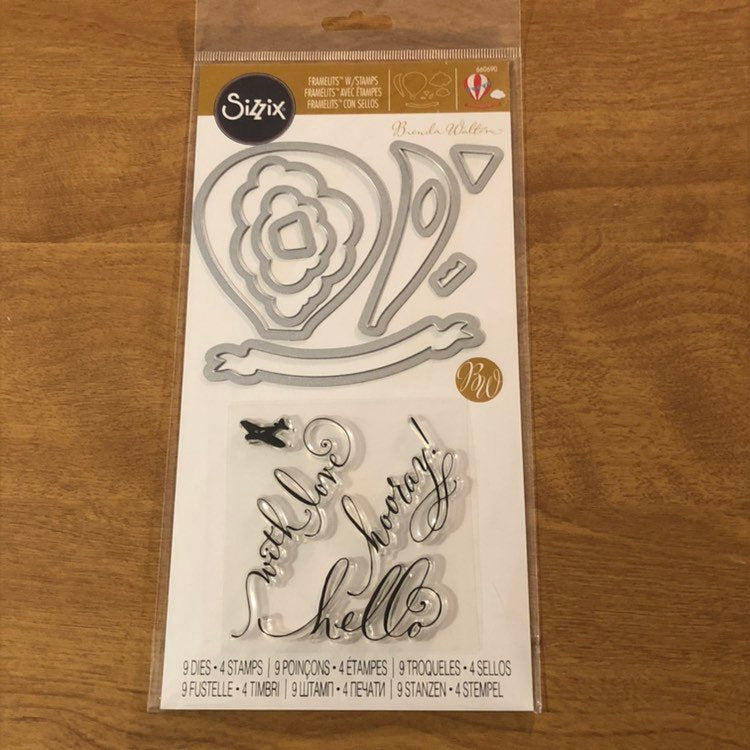 Sizzix
FRAMELITS™ W/STAMPS
FRAMELITS™ AVEC ÉTAMPES
FRAMELITS™ CON SELLOS
660690
Brenda Walton
BW
with love
hooray!
hello
9 DIES • 4 STAMPS | 9 POINÇONS • 4 ÉTAMPES | 9 TROQUELES • 4 SELLOS
9 FUSTELLE • 4 TIMBRI | 9 ШТАМП • 4 ПЕЧАТИ | 9 STANZEN • 4 STEMPEL